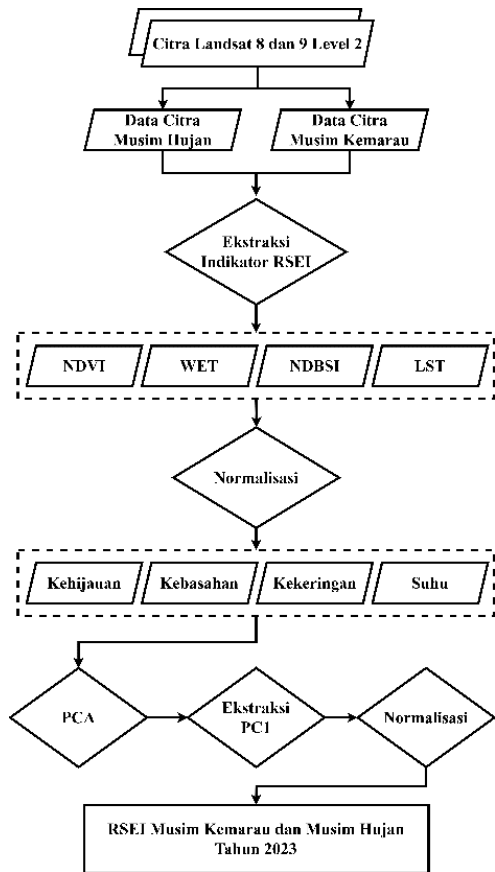 Citra Landsat 8 dan 9 Level 2
Data Citra
Musim Hujan
Data Citra
Musim Kemarau
Ekstraksi
Indikator RSEI
NDVI
WET
NDBSI
LST
Normalisasi
Kehijauan
Kebasahan
Kekeringan
Suhu
PCA
Ekstraksi
PC1
Normalisasi
RSEI Musim Kemarau dan Musim Hujan
Tahun 2023